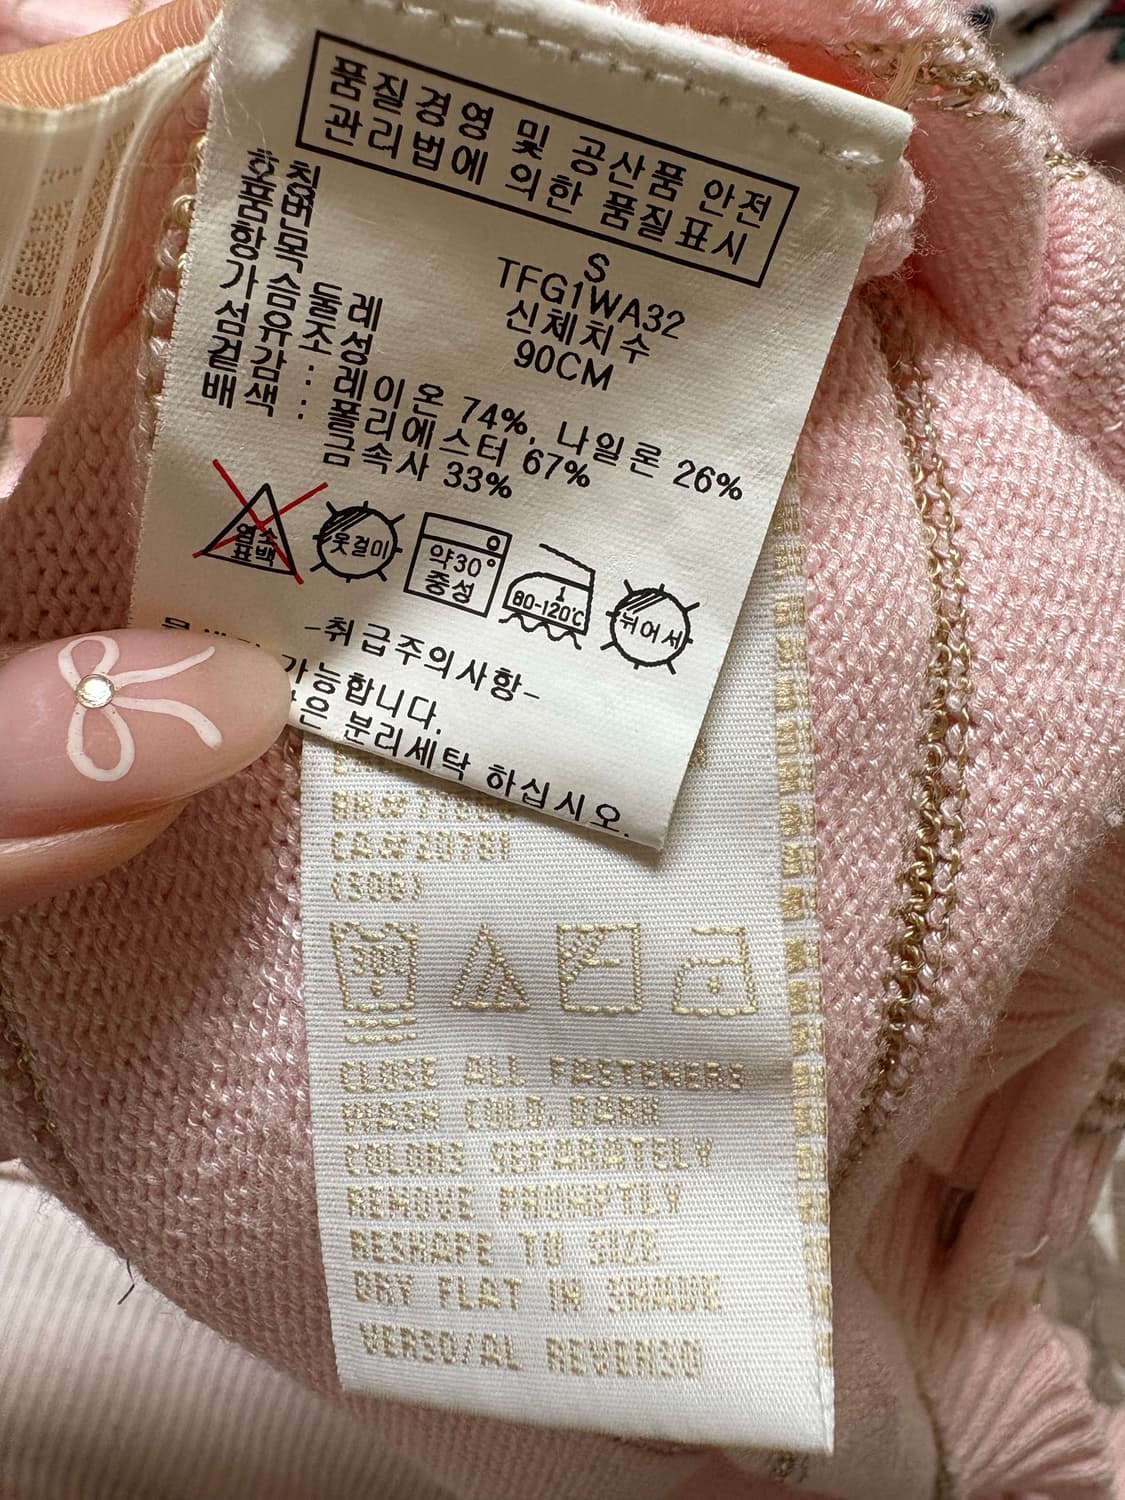 품질경영 및 공산품 안전
관리법에 의한 품질표시
호칭 S
품번 TFG1WA32
항목 신체치수
가슴둘레 90CM
섬유조성
겉감 : 레이온 74%, 나일론 26%
배색 : 폴리에스터 67%
금속사 33%
염소
표백
옷걸이
약30°
중성
80-120℃
뉘어서
-취급주의사항-
가능합니다.
은 분리세탁 하십시오.
(SDG)
30C
CLOSE ALL FASTENERS
WASH COLD, DARK
COLORS SEPARATELY
REMOVE PROMPTLY
RESHAPE TO SIZE
DRY FLAT IN SHADE
VERSO/AL REVERSO